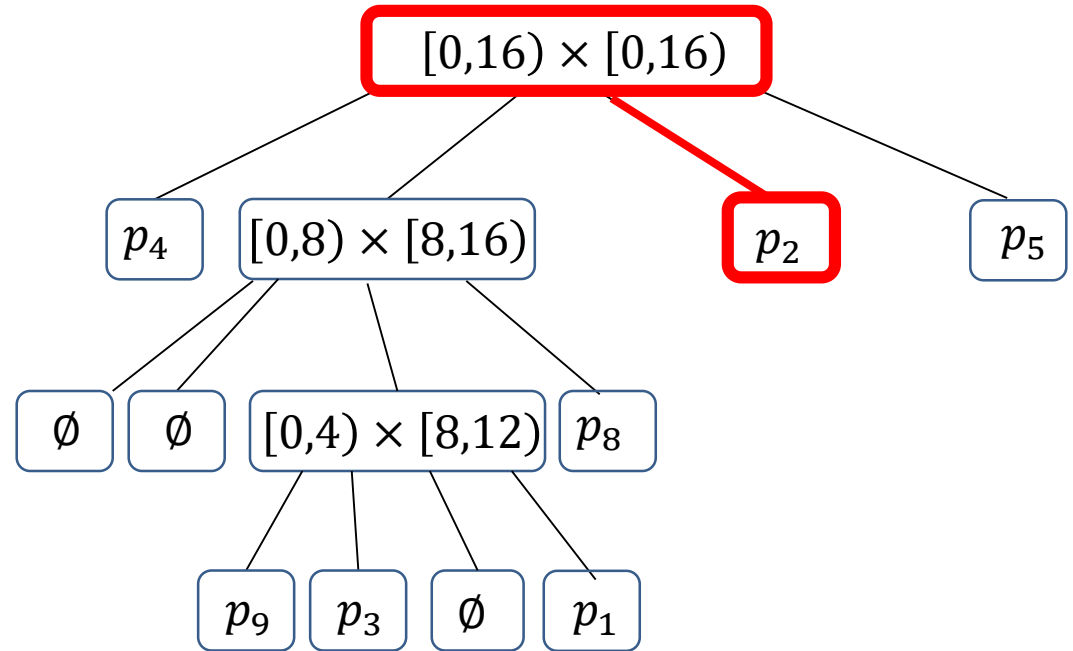 [0,16) × [0,16)
p₄ [0,8) × [8,16) p₂ p₅
∅ ∅ [0,4) × [8,12) p₈
p₉ p₃ ∅ p₁